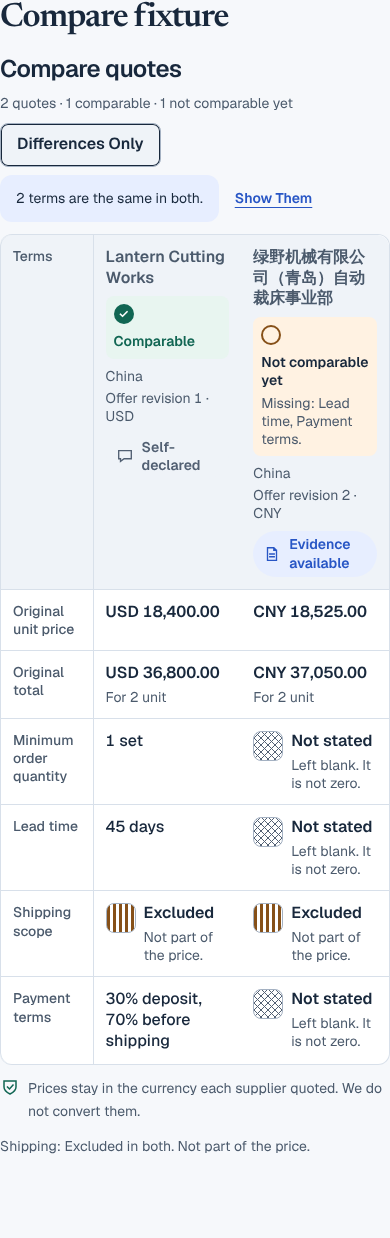 Compare fixture
Compare quotes
2 quotes · 1 comparable · 1 not comparable yet
Differences Only
2 terms are the same in both.
Show Them
Terms
Lantern Cutting
Works
Comparable
China
Offer revision 1 ·
USD
Self-
declared
绿野机械有限公
司（青岛）自动
裁床事业部
Not comparable
yet
Missing: Lead
time, Payment
terms.
China
Offer revision 2 ·
CNY
Evidence
available
Original
unit price
USD 18,400.00
CNY 18,525.00
Original
total
USD 36,800.00
For 2 unit
CNY 37,050.00
For 2 unit
Minimum
order
quantity
1 set
Not stated
Left blank. It
is not zero.
Lead time
45 days
Not stated
Left blank. It
is not zero.
Shipping
scope
Excluded
Not part of
the price.
Excluded
Not part of
the price.
Payment
terms
30% deposit,
70% before
shipping
Not stated
Left blank. It
is not zero.
Prices stay in the currency each supplier quoted. We do
not convert them.
Shipping: Excluded in both. Not part of the price.